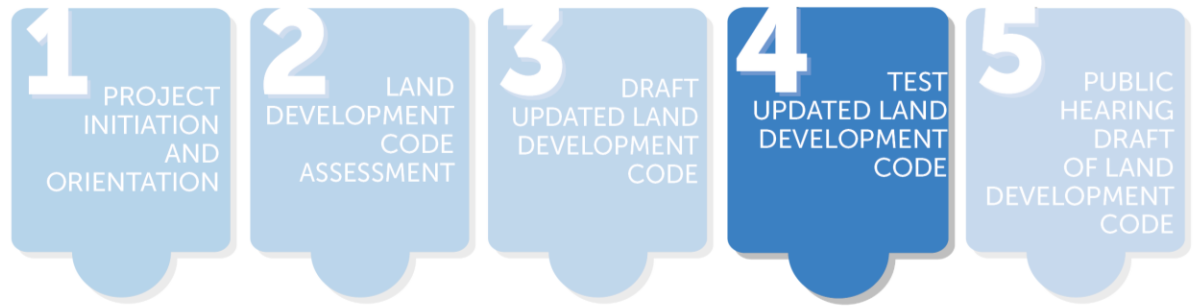 1
PROJECT
INITIATION
AND
ORIENTATION
2
LAND
DEVELOPMENT
CODE
ASSESSMENT
3
DRAFT
UPDATED LAND
DEVELOPMENT
CODE
4
TEST
UPDATED LAND
DEVELOPMENT
CODE
5
PUBLIC
HEARING
DRAFT
OF LAND
DEVELOPMENT
CODE